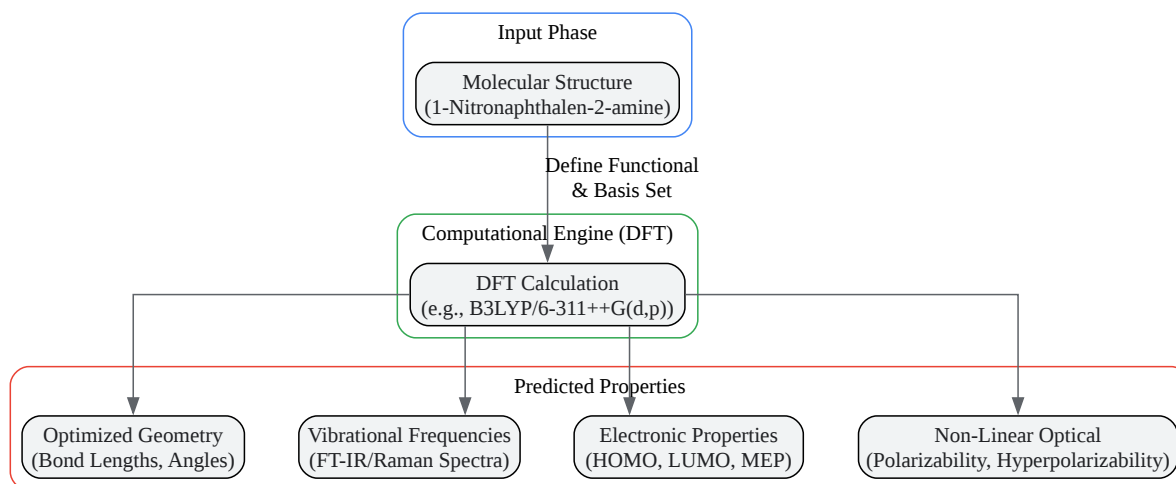 Input Phase
Molecular Structure
(1-Nitronaphthalen-2-amine)
Define Functional
& Basis Set
Computational Engine (DFT)
DFT Calculation
(e.g., B3LYP/6-311++G(d,p))
Predicted Properties
Optimized Geometry
(Bond Lengths, Angles)
Vibrational Frequencies
(FT-IR/Raman Spectra)
Electronic Properties
(HOMO, LUMO, MEP)
Non-Linear Optical
(Polarizability, Hyperpolarizability)